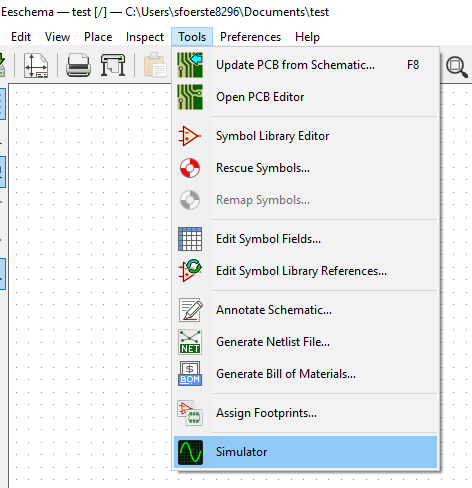 Eeschema — test [/] — C:\Users\sfoerste8296\Documents\test
Edit View Place Inspect Tools Preferences Help
Update PCB from Schematic... F8
Open PCB Editor
Symbol Library Editor
Rescue Symbols...
Remap Symbols...
Edit Symbol Fields...
Edit Symbol Library References...
Annotate Schematic...
NET Generate Netlist File...
BOM Generate Bill of Materials...
Assign Footprints...
Simulator